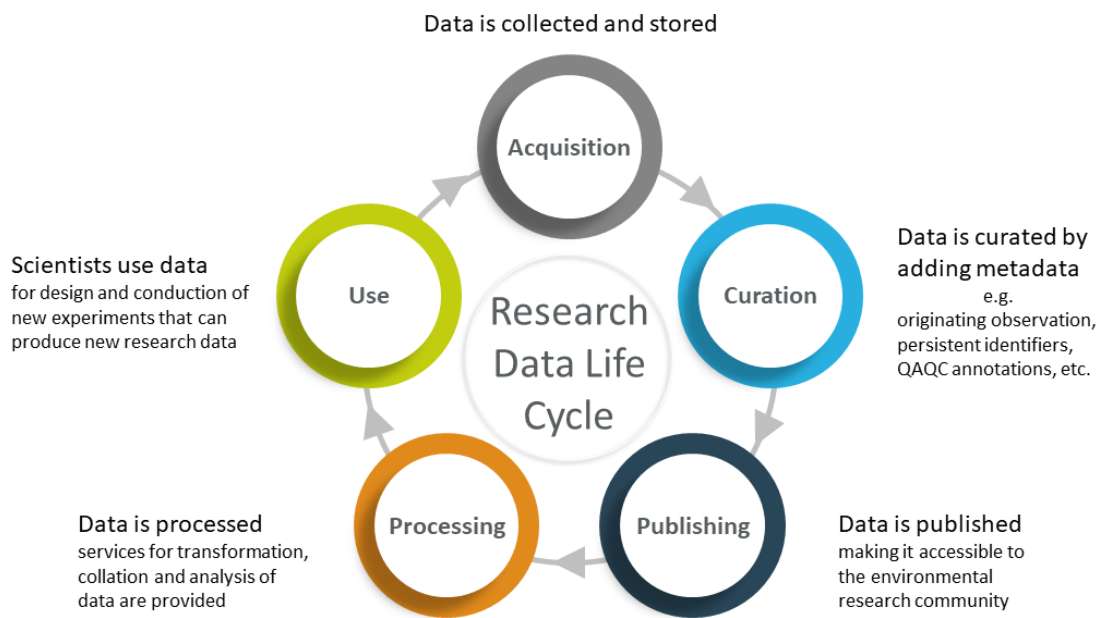 Data is collected and stored
Acquisition
Data is curated by
adding metadata
e.g.
originating observation,
persistent identifiers,
QAQC annotations, etc.
Curation
Scientists use data
for design and conduction of
new experiments that can
produce new research data
Use
Research
Data Life
Cycle
Processing
Publishing
Data is processed
services for transformation,
collation and analysis of
data are provided
Data is published
making it accessible to
the environmental
research community